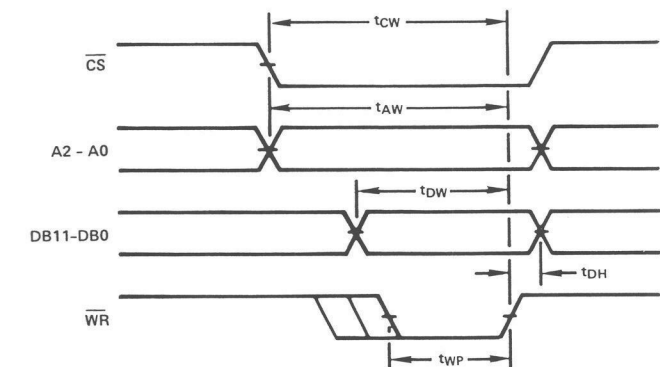 tCW
CS
tAW
A2 - A0
tDW
DB11-DB0
tDH
WR
tWP